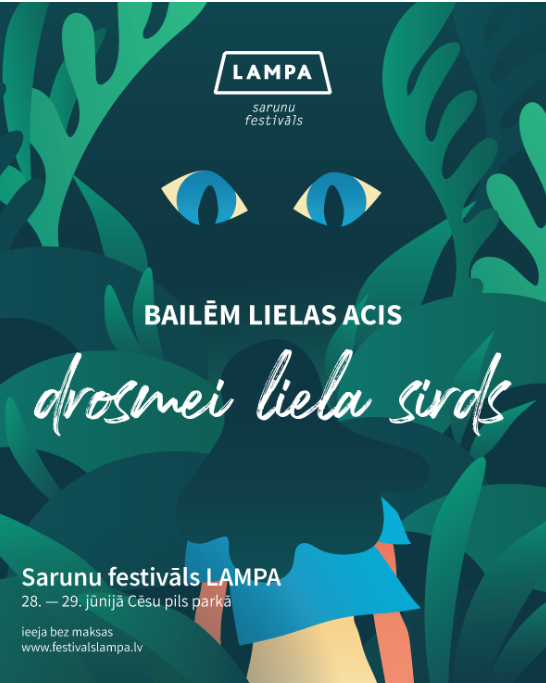 LAMPA
sarunu
festivāls
BAILĒM LIELAS ACIS
drosmei liela sirds
Sarunu festivāls LAMPA
28. — 29. jūnijā Cēsu pils parkā
ieeja bez maksas
www.festivalslampa.lv